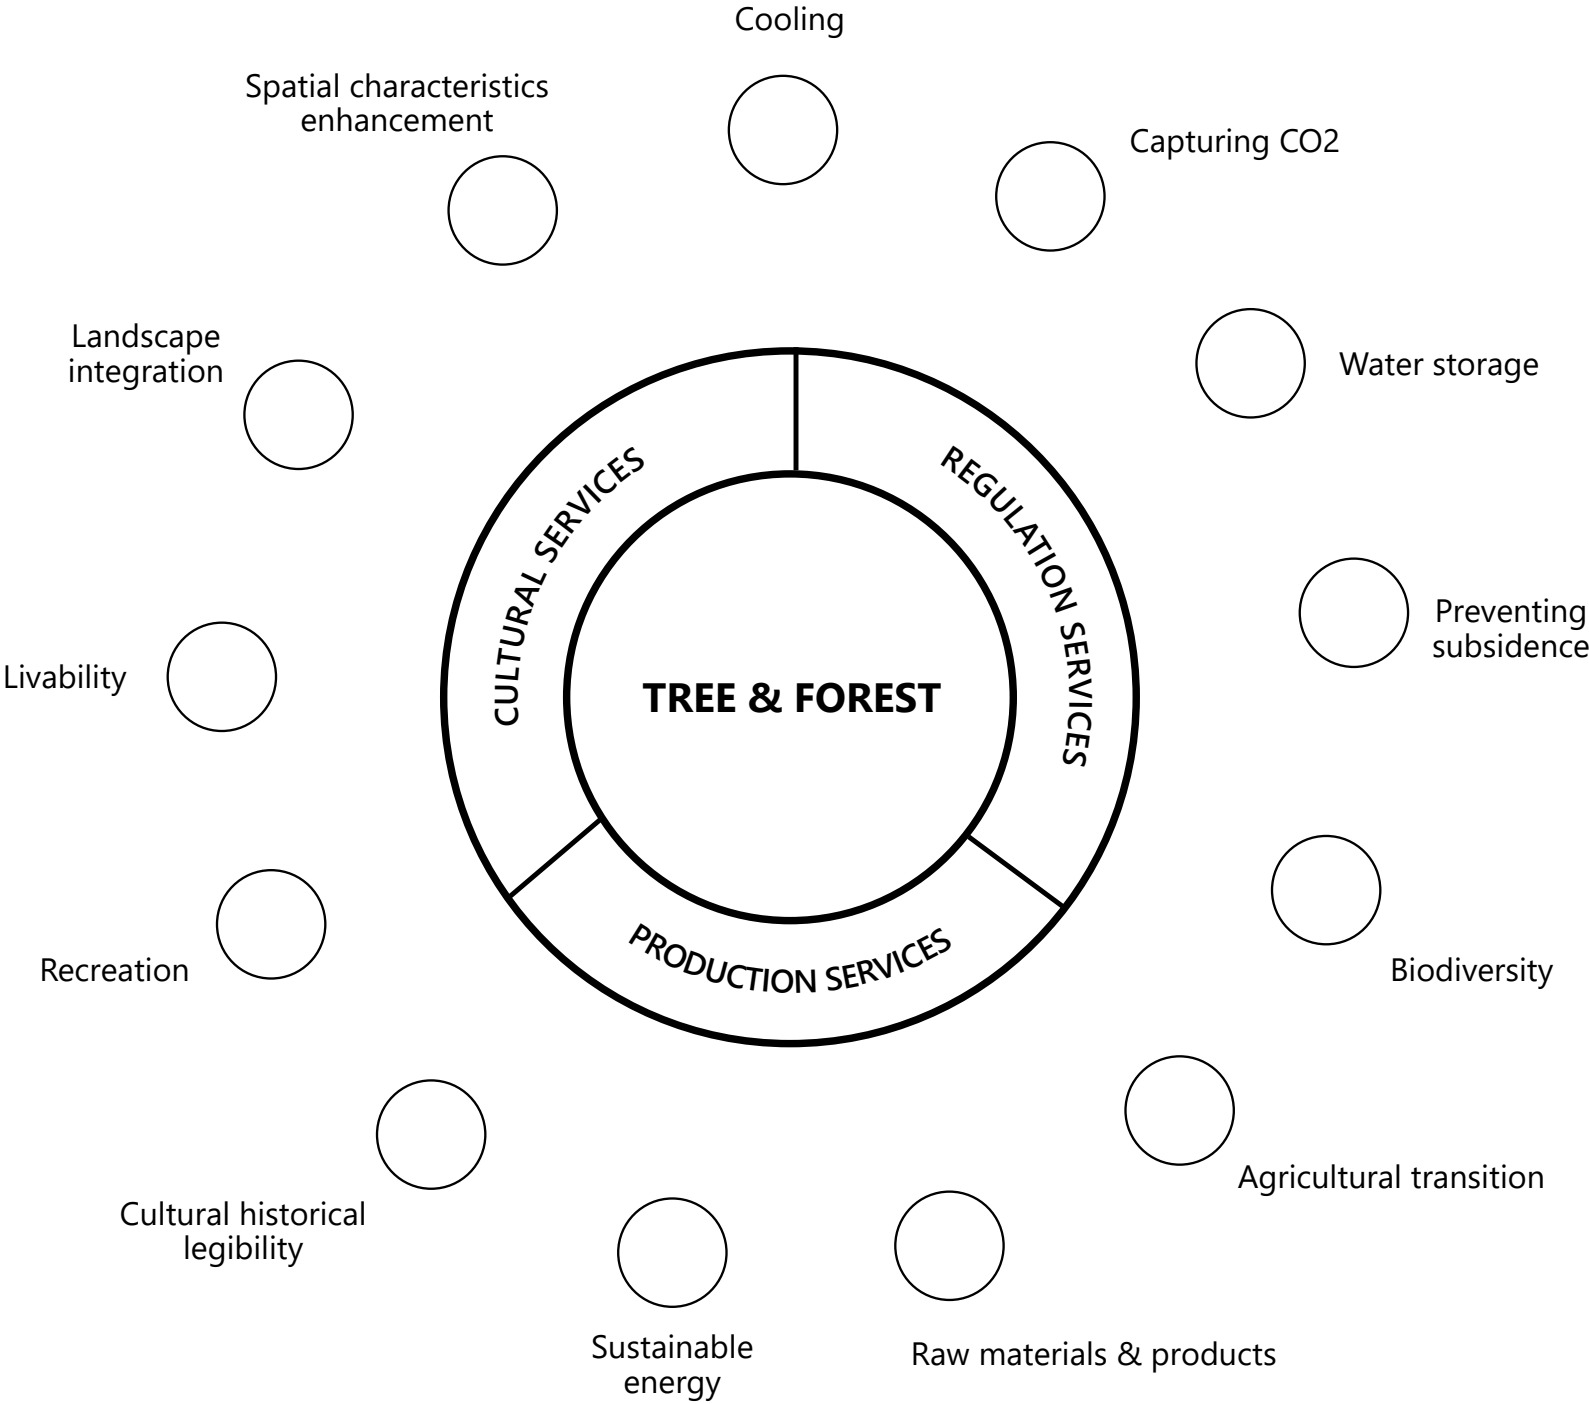 Cooling
Spatial characteristics
enhancement
Capturing CO2
Landscape
integration
Water storage
CULTURAL SERVICES
REGULATION SERVICES
Preventing
subsidence
Livability
TREE & FOREST
PRODUCTION SERVICES
Recreation
Biodiversity
Agricultural transition
Cultural historical
legibility
Sustainable
energy
Raw materials & products